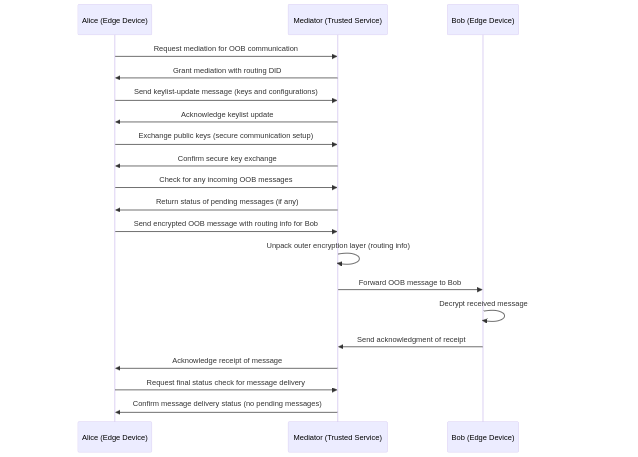 Alice (Edge Device)
Mediator (Trusted Service)
Bob (Edge Device)
Request mediation for OOB communication
Grant mediation with routing DID
Send keylist-update message (keys and configurations)
Acknowledge keylist update
Exchange public keys (secure communication setup)
Confirm secure key exchange
Check for any incoming OOB messages
Return status of pending messages (if any)
Send encrypted OOB message with routing info for Bob
Unpack outer encryption layer (routing info)
Forward OOB message to Bob
Decrypt received message
Send acknowledgment of receipt
Acknowledge receipt of message
Request final status check for message delivery
Confirm message delivery status (no pending messages)
Alice (Edge Device)
Mediator (Trusted Service)
Bob (Edge Device)